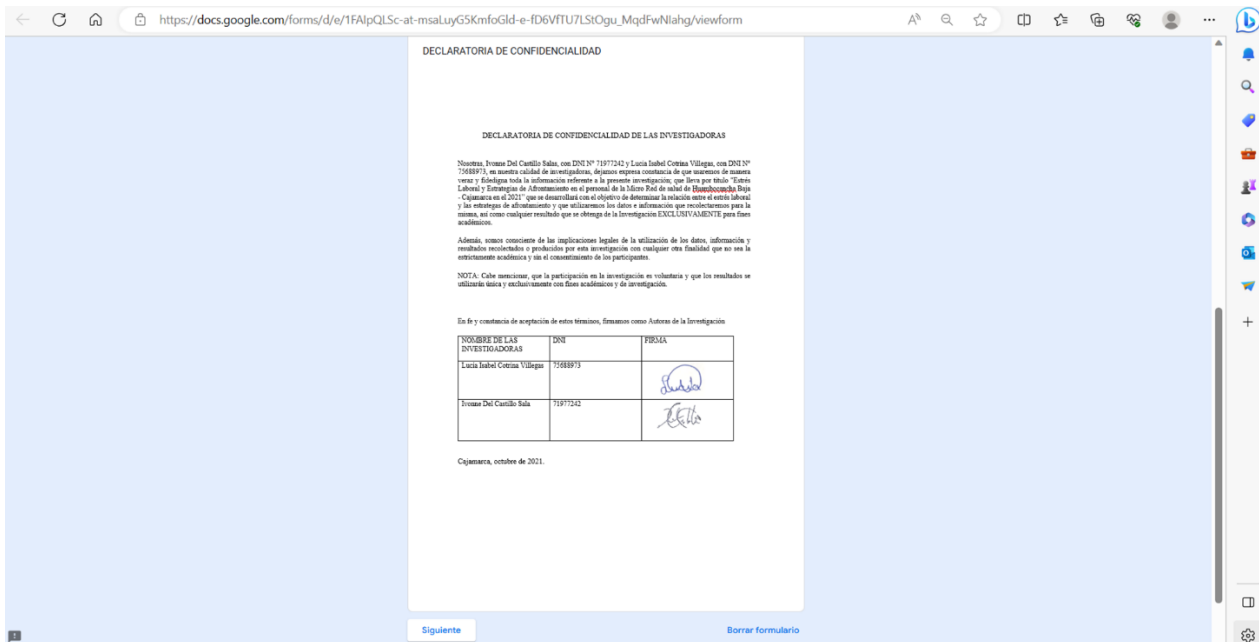 https://docs.google.com/forms/d/e/1FAIpQLSc-at-msaLuyG5KmfoGld-e-fD6VfTU7LStOgu_MqdFwNIahg/viewform
DECLARATORIA DE CONFIDENCIALIDAD
DECLARATORIA DE CONFIDENCIALIDAD DE LAS INVESTIGADORAS
Nosotras, Ivonne Del Castillo Salas, con DNI N° 71977242 y Lucia Isabel Cotrina Villegas, con DNI N°
75688973, en nuestra calidad de investigadoras, dejamos expresa constancia de que usaremos de manera
veraz y fidedigna toda la información referente a la presente investigación; que lleva por título "Estrés
Laboral y Estrategias de Afrontamiento en el personal de la Micro Red de salud de Huambocancha Baja
- Cajamarca en el 2021" que se desarrollará con el objetivo de determinar la relación entre el estrés laboral
y las estrategas de afrontamiento y que utilizaremos los datos e información que recolectaremos para la
misma, así como cualquier resultado que se obtenga de la Investigación EXCLUSIVAMENTE para fines
académicos.
Además, somos consciente de las implicaciones legales de la utilización de los datos, información y
resultados recolectados o producidos por esta investigación con cualquier otra finalidad que no sea la
estrictamente académica y sin el consentimiento de los participantes.
NOTA: Cabe mencionar, que la participación en la investigación es voluntaria y que los resultados se
utilizarán única y exclusivamente con fines académicos y de investigación.
En fe y constancia de aceptación de estos términos, firmamos como Autoras de la Investigación
NOMBRE DE LAS INVESTIGADORAS DNI FIRMA
Lucia Isabel Cotrina Villegas 75688973
Ivonne Del Castillo Sala 71977242
Cajamarca, octubre de 2021.
Siguiente Borrar formulario